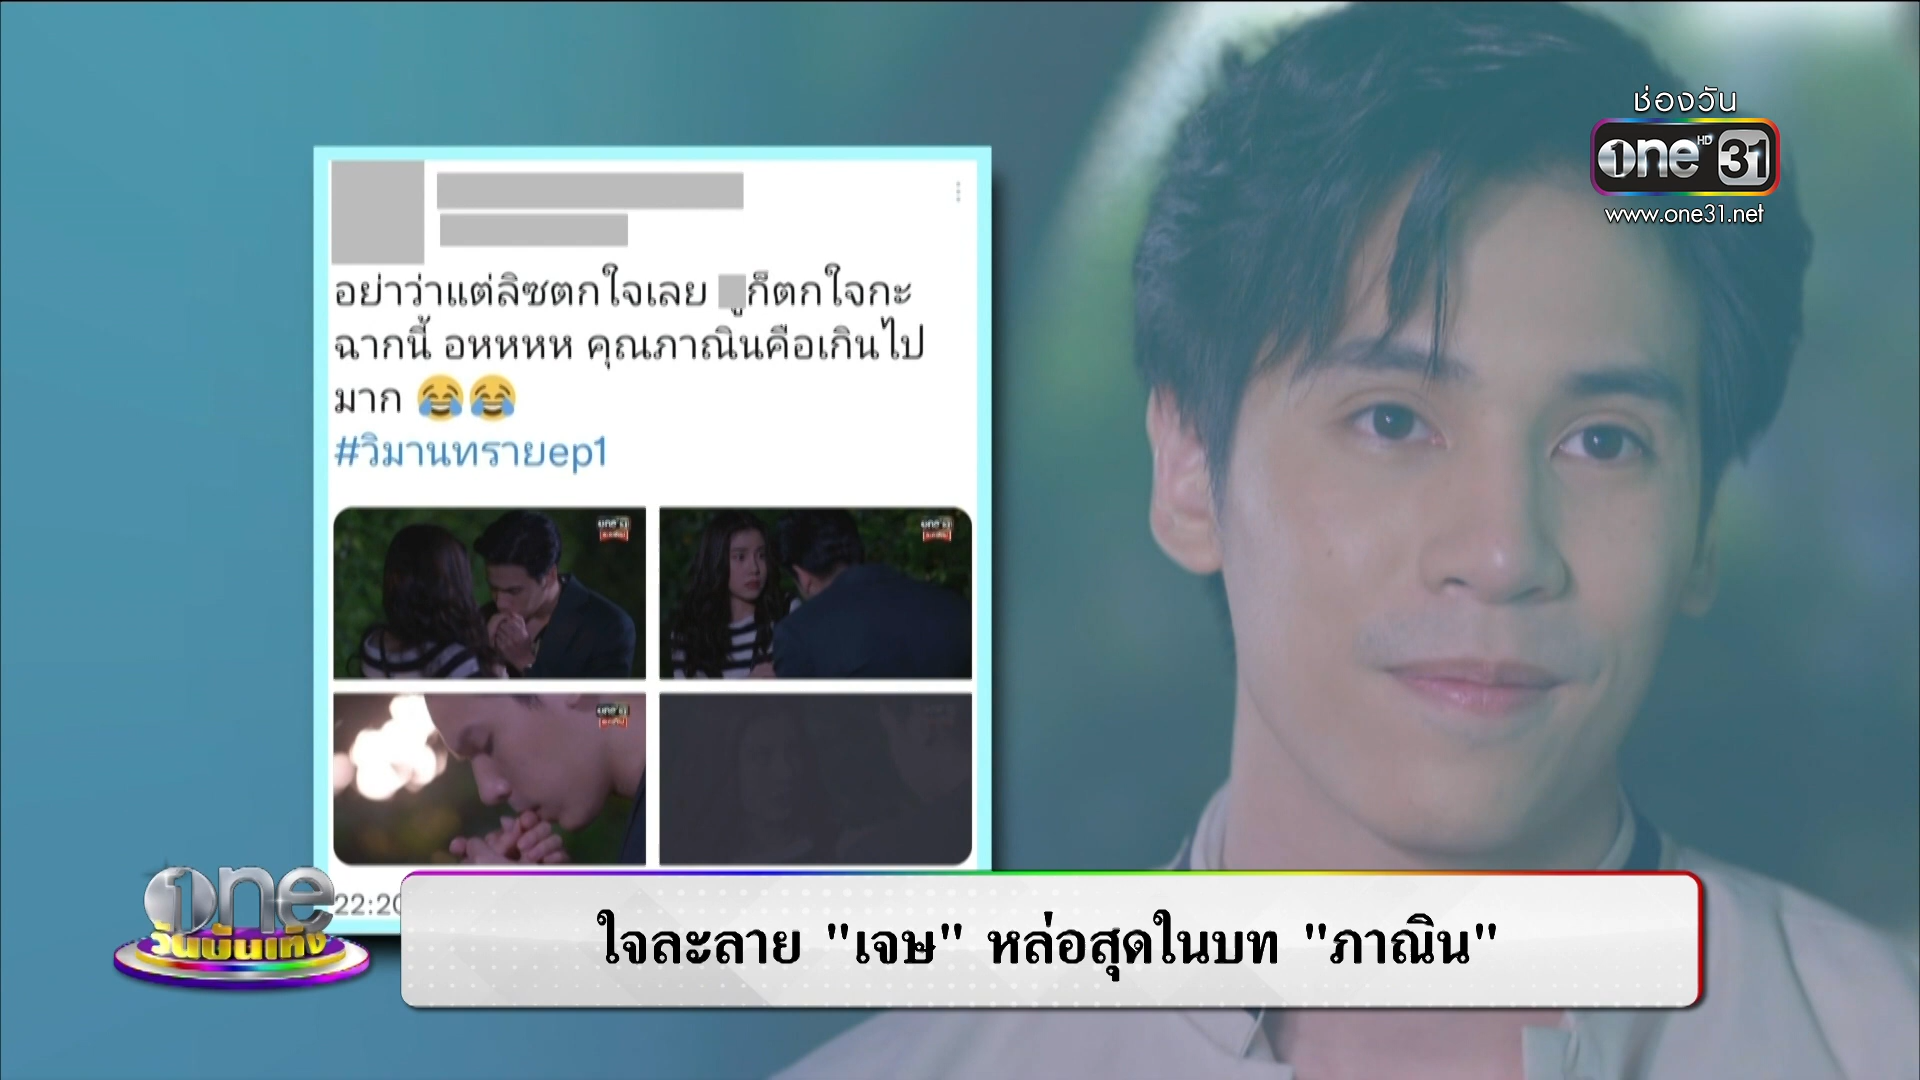 ช่องวัน
one HD 31
www.one31.net
อย่าว่าแต่ลิซตกใจเลย ก็ตกใจกะ
ฉากนี้ อหหหห คุณภาณินคือเกินไป
มาก 😂😂
#วิมานทรายep1
22:20
one
วันบันเทิง
ใจละลาย "เจษ" หล่อสุดในบท "ภาณิน"